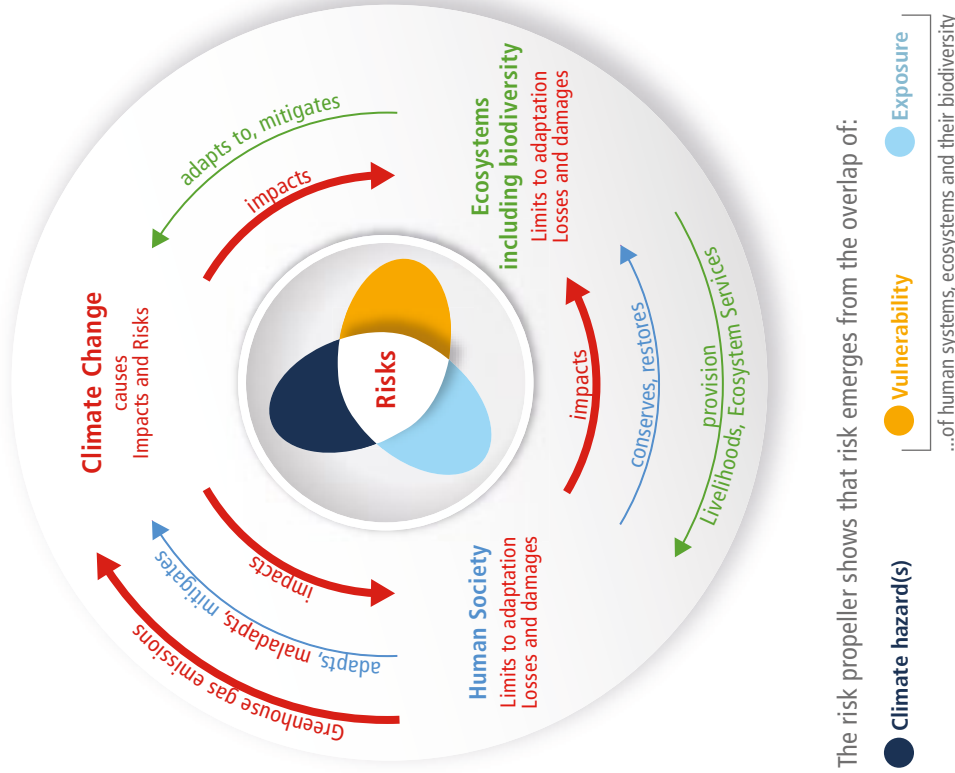 Climate Change
causes
Impacts and Risks
Greenhouse gas emissions
adapts, maladapts, mitigates
impacts
impacts
adapts to, mitigates
Risks
Human Society
Limits to adaptation
Losses and damages
Ecosystems
including biodiversity
Limits to adaptation
Losses and damages
impacts
conserves, restores
provision
Livelihoods, Ecosystem Services
The risk propeller shows that risk emerges from the overlap of:
Climate hazard(s)
Vulnerability
Exposure
...of human systems, ecosystems and their biodiversity